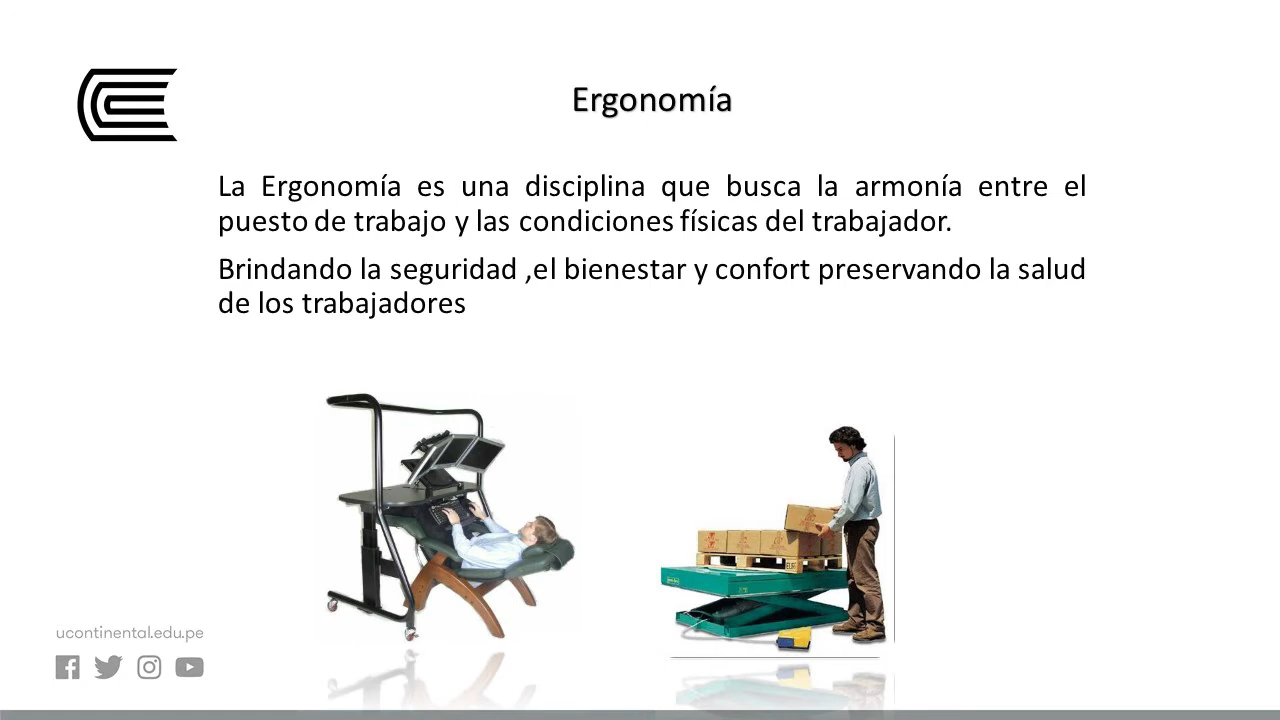 Ergonomía
La Ergonomía es una disciplina que busca la armonía entre el
puesto de trabajo y las condiciones físicas del trabajador.
Brindando la seguridad ,el bienestar y confort preservando la salud
de los trabajadores
EUR
ucontinental.edu.pe